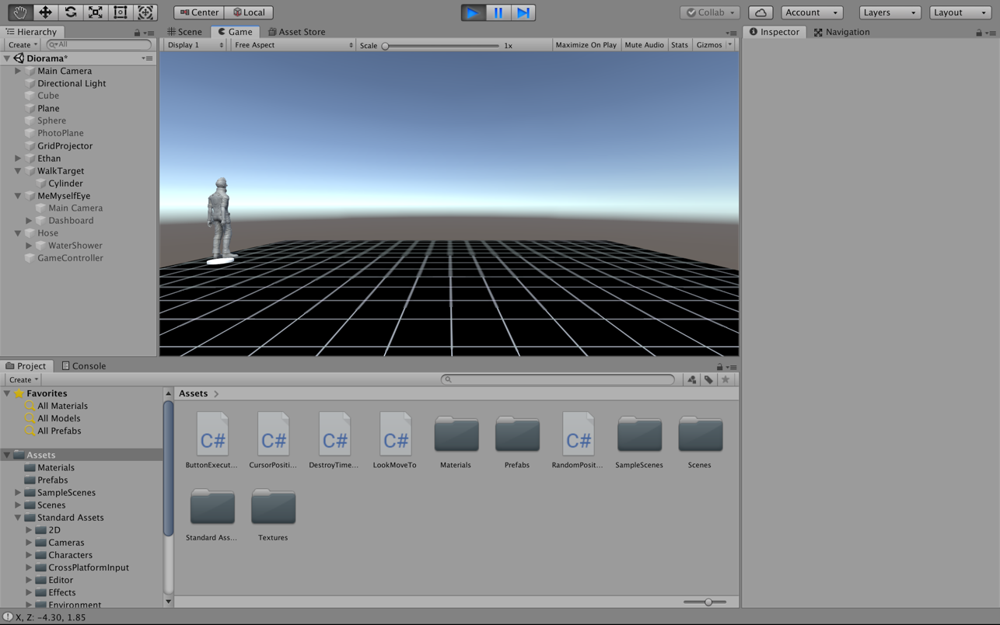 Center Local Collab Account Layers Layout
Hierarchy
Create All
Diorama*
Main Camera
Directional Light
Cube
Plane
Sphere
PhotoPlane
GridProjector
Ethan
WalkTarget
Cylinder
MeMyselfEye
Main Camera
Dashboard
Hose
WaterShower
GameController
Scene Game Asset Store
Display 1 Free Aspect Scale 1x Maximize On Play Mute Audio Stats Gizmos
Inspector Navigation
Project Console
Create
Favorites
All Materials
All Models
All Prefabs
Assets
Materials
Prefabs
SampleScenes
Scenes
Standard Assets
2D
Cameras
Characters
CrossPlatformInput
Editor
Effects
Environment
Assets
C# C# C# C# C#
ButtonExecut... CursorPositi... DestroyTime... LookMoveTo Materials Prefabs RandomPosit... SampleScenes Scenes
Standard Ass... Textures
X, Z: -4.30, 1.85